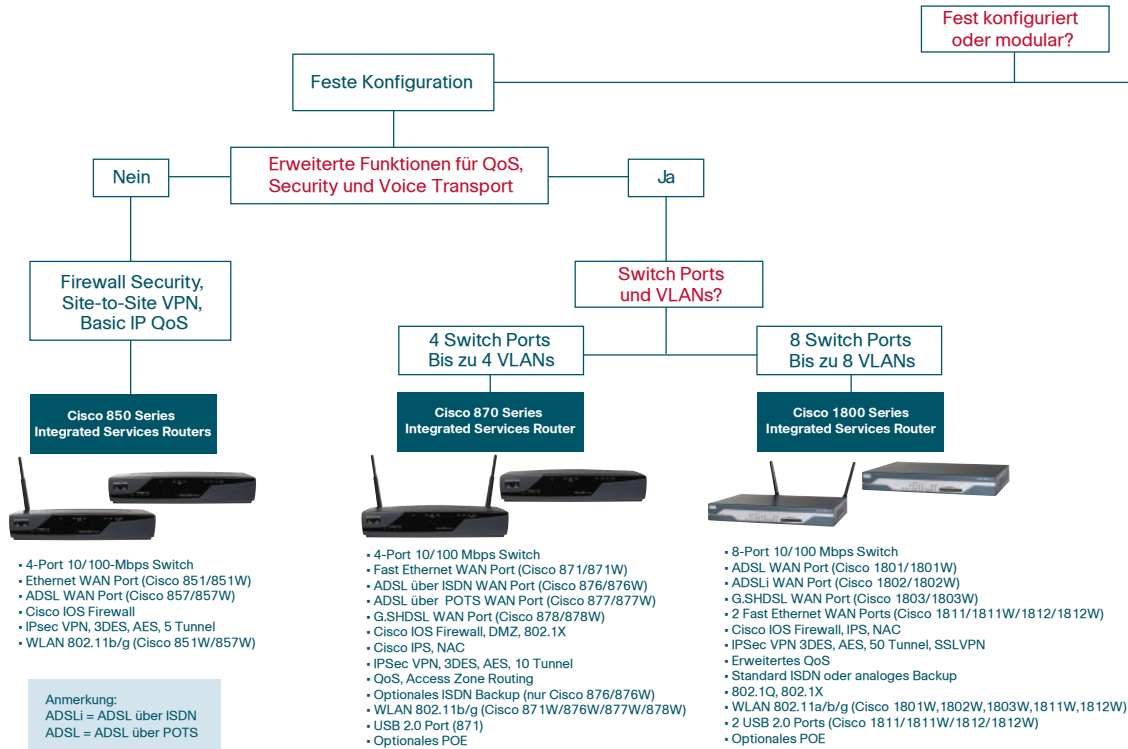 Fest konfiguriert
oder modular?
Feste Konfiguration
Nein
Erweiterte Funktionen für QoS,
Security und Voice Transport
Ja
Firewall Security,
Site-to-Site VPN,
Basic IP QoS
Switch Ports
und VLANs?
4 Switch Ports
Bis zu 4 VLANs
8 Switch Ports
Bis zu 8 VLANs
Cisco 850 Series
Integrated Services Routers
Cisco 870 Series
Integrated Services Router
Cisco 1800 Series
Integrated Services Router
▪ 4-Port 10/100-Mbps Switch
▪ Ethernet WAN Port (Cisco 851/851W)
▪ ADSL WAN Port (Cisco 857/857W)
▪ Cisco IOS Firewall
▪ IPsec VPN, 3DES, AES, 5 Tunnel
▪ WLAN 802.11b/g (Cisco 851W/857W)
Anmerkung:
ADSLi = ADSL über ISDN
ADSL = ADSL über POTS
▪ 4-Port 10/100 Mbps Switch
▪ Fast Ethernet WAN Port (Cisco 871/871W)
▪ ADSL über ISDN WAN Port (Cisco 876/876W)
▪ ADSL über POTS WAN Port (Cisco 877/877W)
▪ G.SHDSL WAN Port (Cisco 878/878W)
▪ Cisco IOS Firewall, DMZ, 802.1X
▪ Cisco IPS, NAC
▪ IPSec VPN, 3DES, AES, 10 Tunnel
▪ QoS, Access Zone Routing
▪ Optionales ISDN Backup (nur Cisco 876/876W)
▪ WLAN 802.11b/g (Cisco 871W/876W/877W/878W)
▪ USB 2.0 Port (871)
▪ Optionales POE
▪ 8-Port 10/100 Mbps Switch
▪ ADSL WAN Port (Cisco 1801/1801W)
▪ ADSLi WAN Port (Cisco 1802/1802W)
▪ G.SHDSL WAN Port (Cisco 1803/1803W)
▪ 2 Fast Ethernet WAN Ports (Cisco 1811/1811W/1812/1812W)
▪ Cisco IOS Firewall, IPS, NAC
▪ IPSec VPN 3DES, AES, 50 Tunnel, SSLVPN
▪ Erweitertes QoS
▪ Standard ISDN oder analoges Backup
▪ 802.1Q, 802.1X
▪ WLAN 802.11a/b/g (Cisco 1801W,1802W,1803W,1811W,1812W)
▪ 2 USB 2.0 Ports (Cisco 1811/1811W/1812/1812W)
▪ Optionales POE